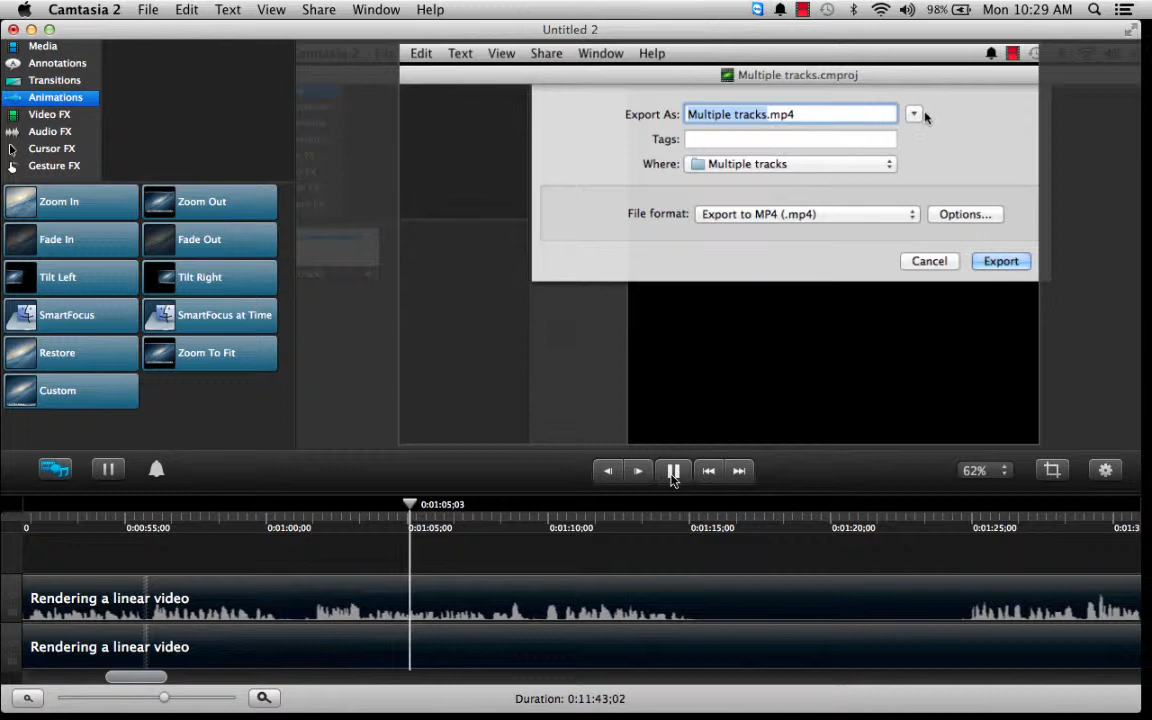 Camtasia 2 File Edit Text View Share Window Help 98% Mon 10:29 AM
Untitled 2
Media
Annotations
Transitions
Animations
Video FX
Audio FX
Cursor FX
Gesture FX
Zoom In Zoom Out
Fade In Fade Out
Tilt Left Tilt Right
SmartFocus SmartFocus at Time
Restore Zoom To Fit
Custom
Camtasia 2 Edit Text View Share Window Help
Multiple tracks.cmproj
Export As: Multiple tracks.mp4
Tags:
Where: Multiple tracks
File format: Export to MP4 (.mp4) Options...
Cancel Export
62%
0:01:05;03
0 0:00:55;00 0:01:00;00 0:01:05;00 0:01:10;00 0:01:15;00 0:01:20;00 0:01:25;00 0:01:3
Rendering a linear video
Rendering a linear video
Duration: 0:11:43;02